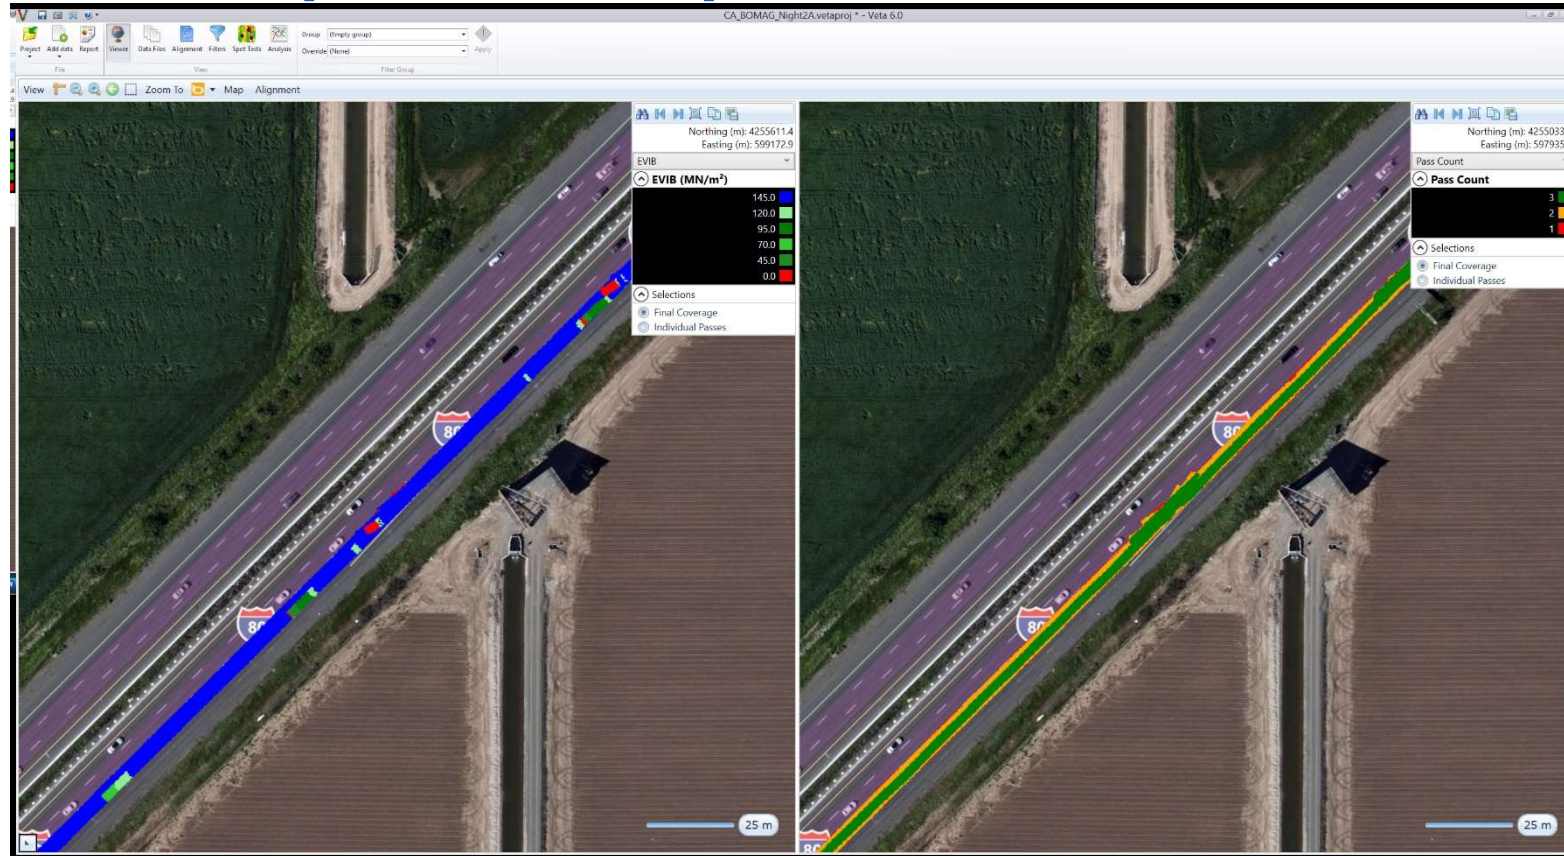 CA_BOMAG_Night2A.vetaproj * - Veta 6.0
Project Add data Report Viewer Data Files Alignment Filters Spot Tests Analysis
Group (Empty group)
Override (None)
Apply
File View Filter Group
View Zoom To Map Alignment
Northing (m): 4255611.4
Easting (m): 599172.9
EVIB
EVIB (MN/m²)
145.0
120.0
95.0
70.0
45.0
0.0
Selections
Final Coverage
Individual Passes
80
80
25 m
Northing (m): 4255033
Easting (m): 597935
Pass Count
Pass Count
3
2
1
Selections
Final Coverage
Individual Passes
80
80
80
25 m